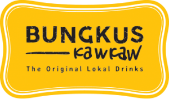 BUNGKUS
KAWKAW
The Original Lokal Drinks